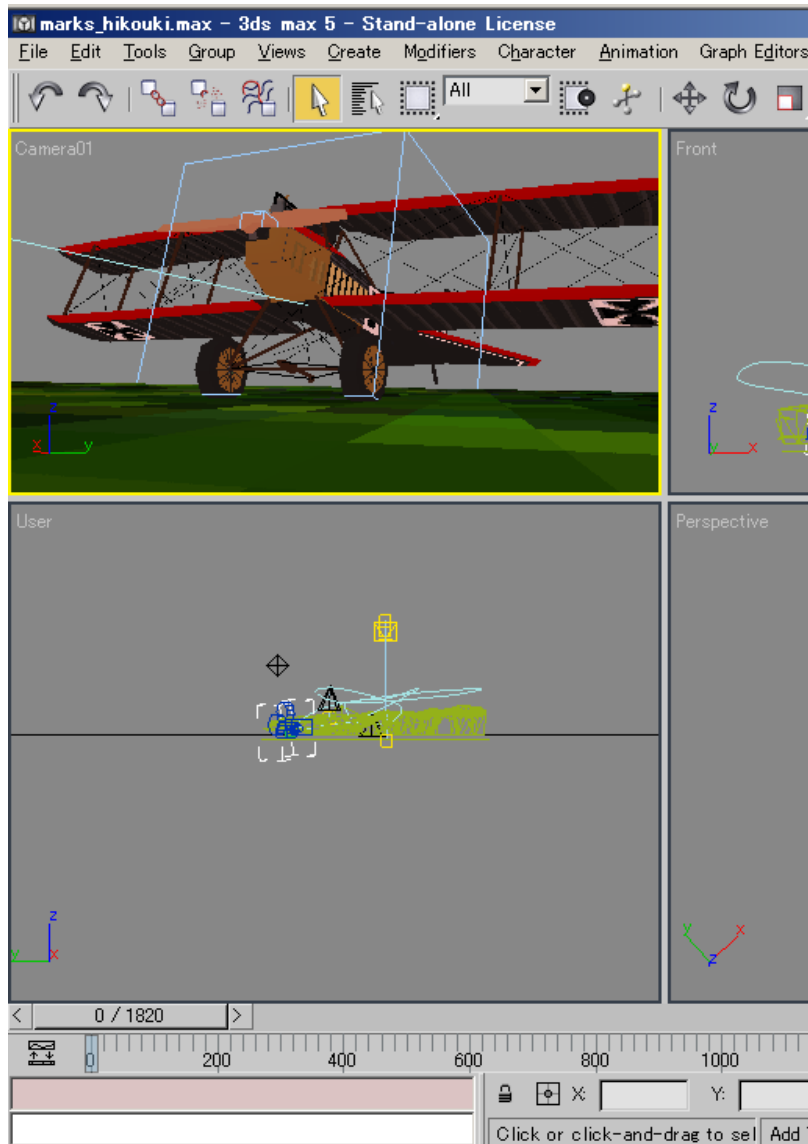 marks_hikouki.max - 3ds max 5 - Stand-alone License
File Edit Tools Group Views Create Modifiers Character Animation Graph Editors
All
Camera01
Front
z
x y
z
y x
User
Perspective
z
y x
y x
z
< 0 / 1820 >
0 200 400 600 800 1000
X: Y:
Click or click-and-drag to sel Add